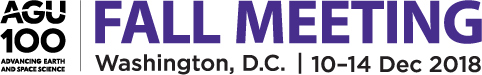 AGU
100
ADVANCING EARTH
AND SPACE SCIENCE
FALL MEETING
Washington, D.C. | 10–14 Dec 2018